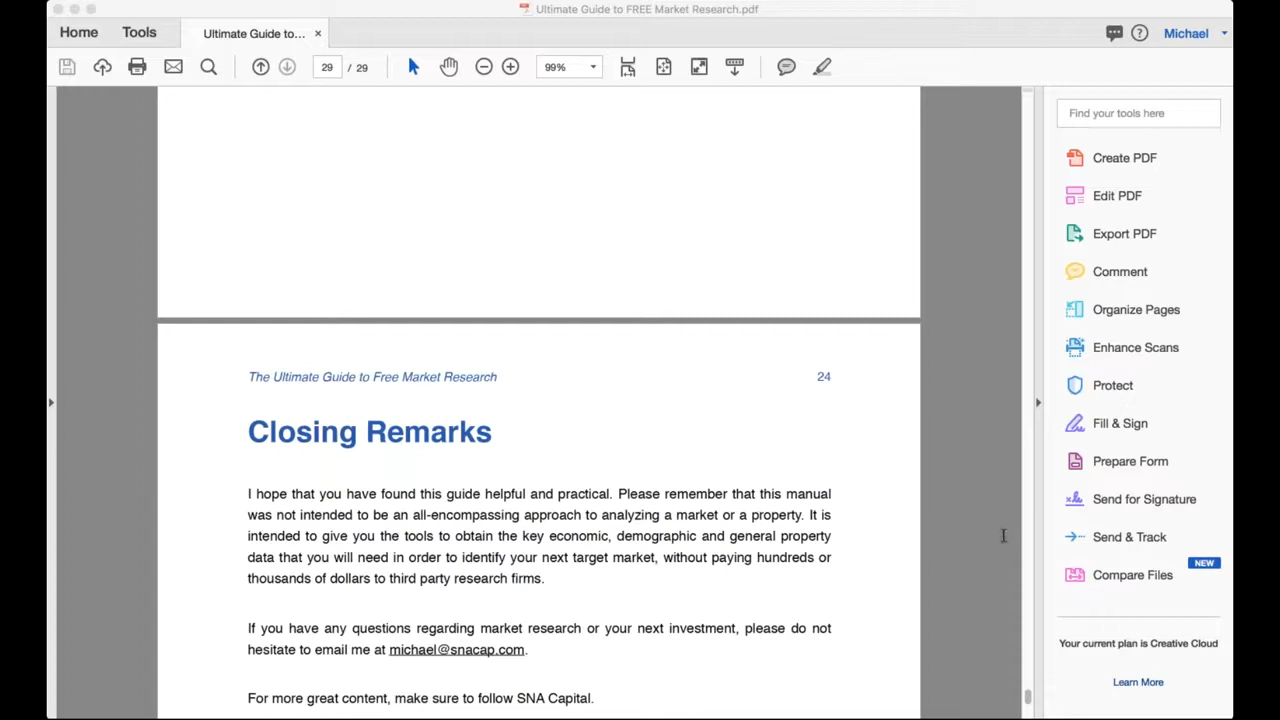 Ultimate Guide to FREE Market Research.pdf
Home
Tools
Ultimate Guide to...
Michael
29 / 29
99%
Find your tools here
Create PDF
Edit PDF
Export PDF
Comment
Organize Pages
Enhance Scans
Protect
Fill & Sign
Prepare Form
Send for Signature
Send & Track
NEW
Compare Files
Your current plan is Creative Cloud
Learn More
The Ultimate Guide to Free Market Research 24
Closing Remarks
I hope that you have found this guide helpful and practical. Please remember that this manual
was not intended to be an all-encompassing approach to analyzing a market or a property. It is
intended to give you the tools to obtain the key economic, demographic and general property
data that you will need in order to identify your next target market, without paying hundreds or
thousands of dollars to third party research firms.
If you have any questions regarding market research or your next investment, please do not
hesitate to email me at michael@snacap.com.
For more great content, make sure to follow SNA Capital.